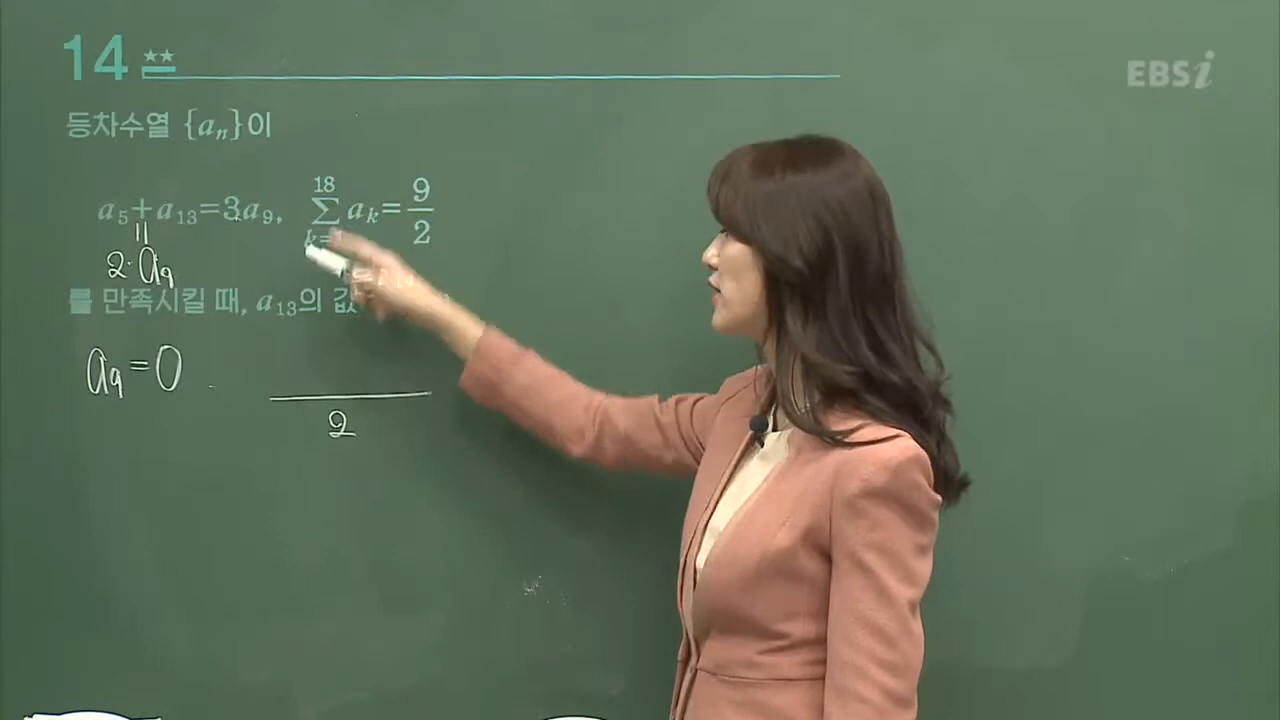 14 ★★
EBSi
등차수열 {aₙ}이
a₅+a₁₃=3a₉, 18 Σ k= aₖ=9/2
||
2·a₉
를 만족시킬 때, a₁₃의 값
a₉=0
2